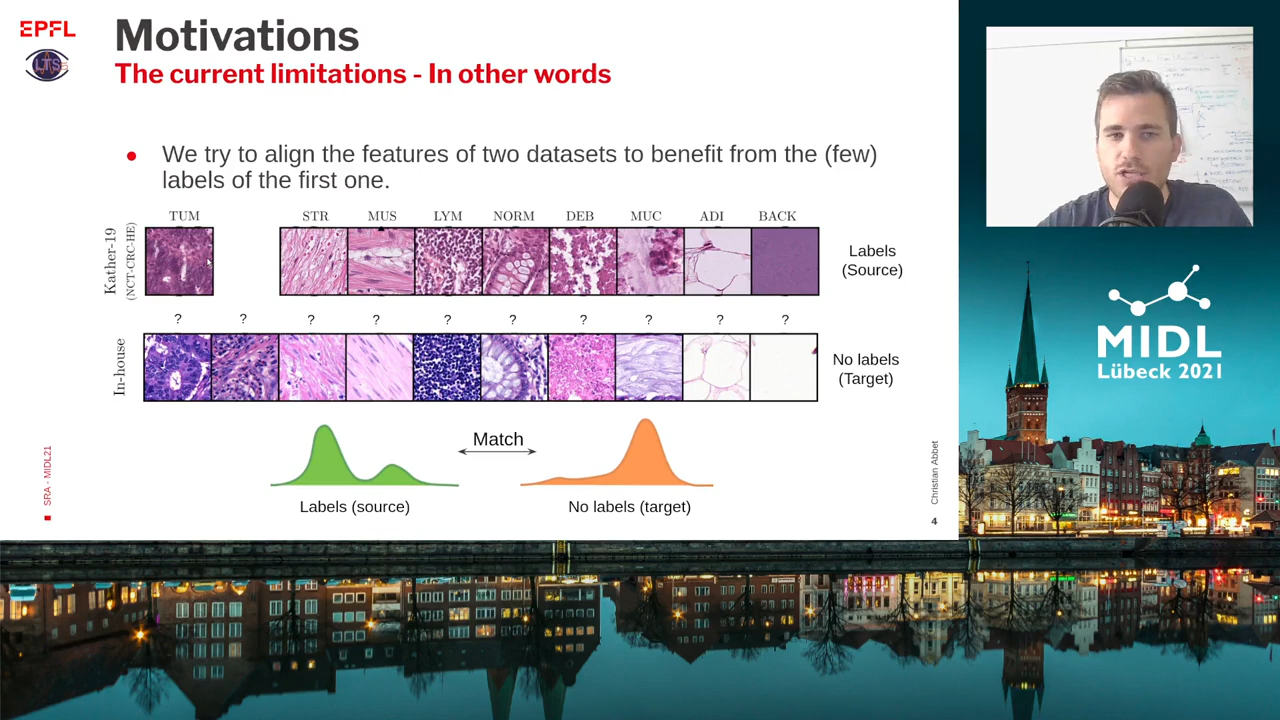 EPFL
LTS5
Motivations
The current limitations - In other words
We try to align the features of two datasets to benefit from the (few)
labels of the first one.
TUM STR MUS LYM NORM DEB MUC ADI BACK
Kather-19
(NCT-CRC-HE)
Labels
(Source)
? ? ? ? ? ? ? ? ? ?
In-house
No labels
(Target)
Match
Labels (source)
No labels (target)
SRA - MIDL21
Christian Abbet
4
MIDL
Lübeck 2021